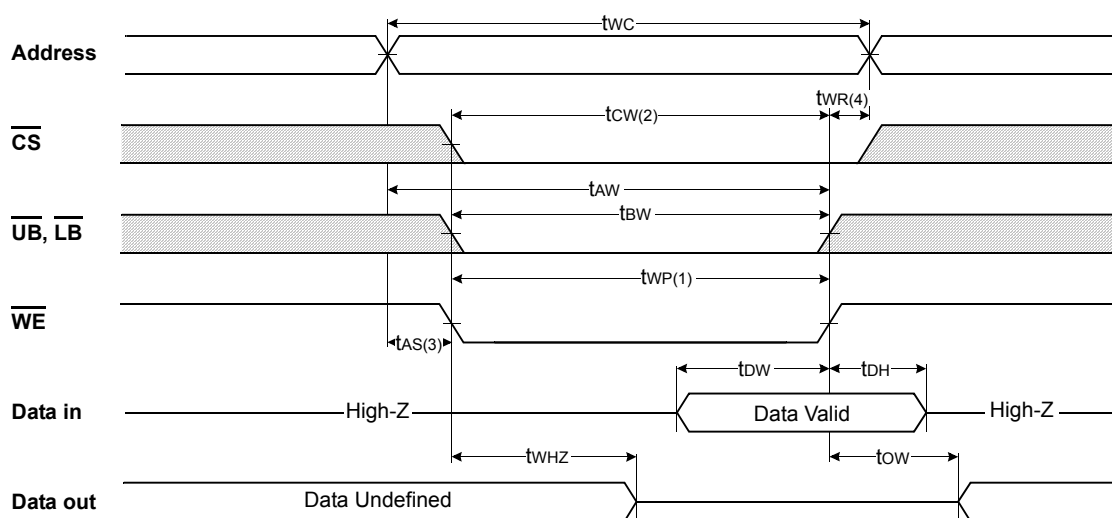 tWC
Address
tWR(4)
tCW(2)
CS
tAW
tBW
UB, LB
tWP(1)
WE
tAS(3)
tDW
tDH
Data in
High-Z
Data Valid
High-Z
tWHZ
tOW
Data out
Data Undefined